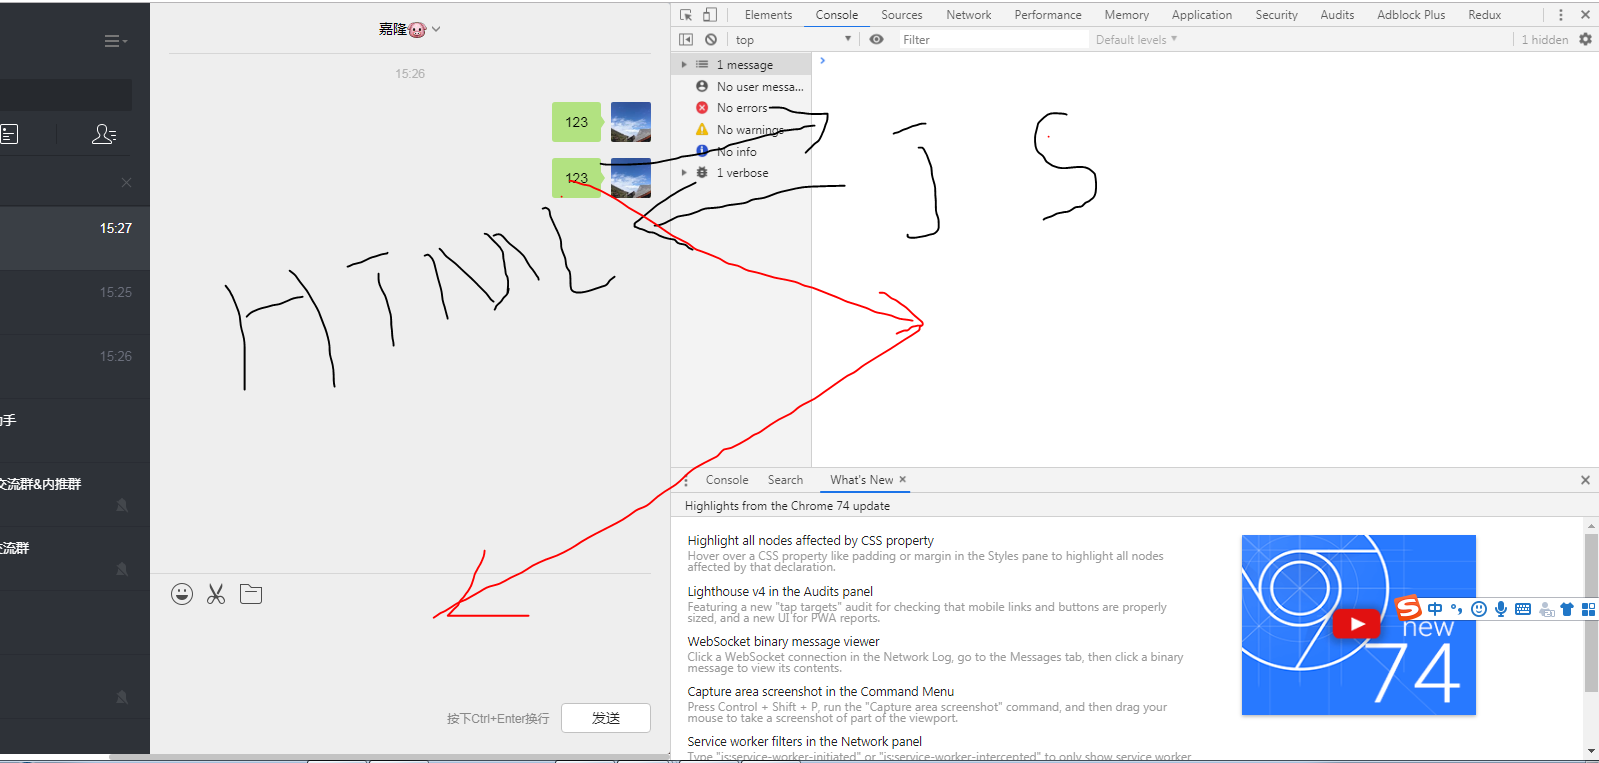 嘉隆
15:26
123
123
15:27
15:25
15:26
手
交流群&内推群
流群
按下Ctrl+Enter换行
发送
HTML
JS
Elements Console Sources Network Performance Memory Application Security Audits Adblock Plus Redux
top Filter Default levels 1 hidden
1 message
No user messa...
No errors
No warnings
No info
1 verbose
Console Search What's New
Highlights from the Chrome 74 update
Highlight all nodes affected by CSS property
Hover over a CSS property like padding or margin in the Styles pane to highlight all nodes
affected by that declaration.
Lighthouse v4 in the Audits panel
Featuring a new "tap targets" audit for checking that mobile links and buttons are properly
sized, and a new UI for PWA reports.
WebSocket binary message viewer
Click a WebSocket connection in the Network Log, go to the Messages tab, then click a binary
message to view its contents.
Capture area screenshot in the Command Menu
Press Control + Shift + P, run the "Capture area screenshot" command, and then drag your
mouse to take a screenshot of part of the viewport.
Service worker filters in the Network panel
Type "is:service-worker-initiated" or "is:service-worker-intercepted" to only show service worker
S 中
new
74